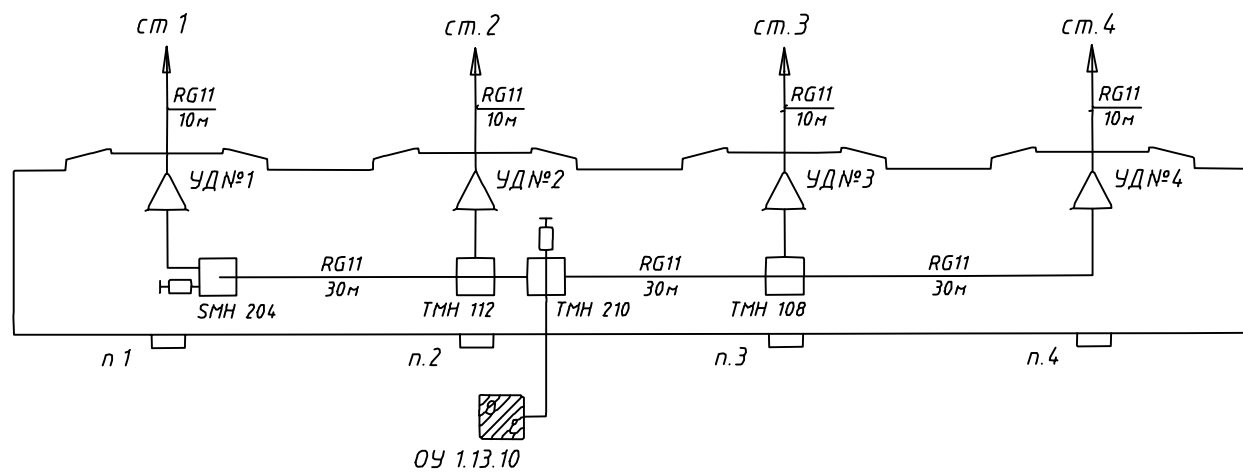 ст 1
ст.2
ст.3
ст.4
RG11
10м
RG11
10м
RG11
10м
RG11
10м
УД№1
УД№2
УД№3
УД№4
RG11
30м
RG11
30м
RG11
30м
SMH 204
TMH 112
TMH 210
TMH 108
п 1
п.2
п.3
п.4
ОУ 1.13.10